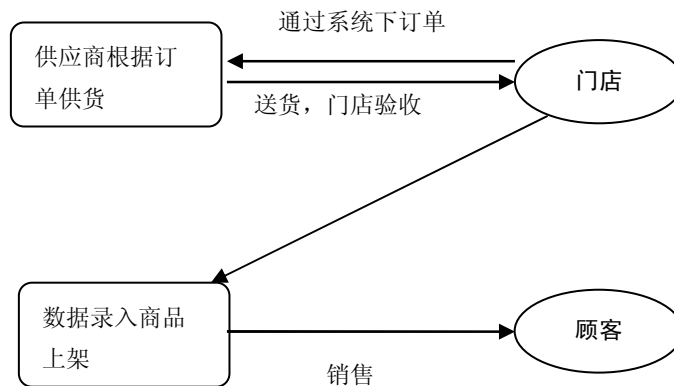 通过系统下订单
供应商根据订
单供货
门店
送货，门店验收
数据录入商品
上架
顾客
销售